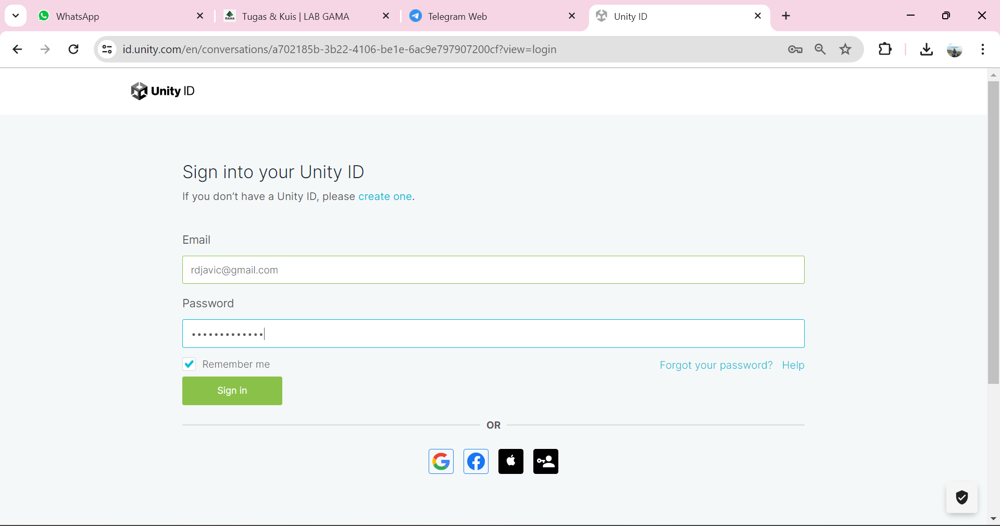 WhatsApp
Tugas & Kuis | LAB GAMA
Telegram Web
Unity ID
id.unity.com/en/conversations/a702185b-3b22-4106-be1e-6ac9e797907200cf?view=login
Unity ID
Sign into your Unity ID
If you don’t have a Unity ID, please create one.
Email
rdjavic@gmail.com
Password
•••••••••••••
Remember me
Forgot your password? Help
Sign in
OR